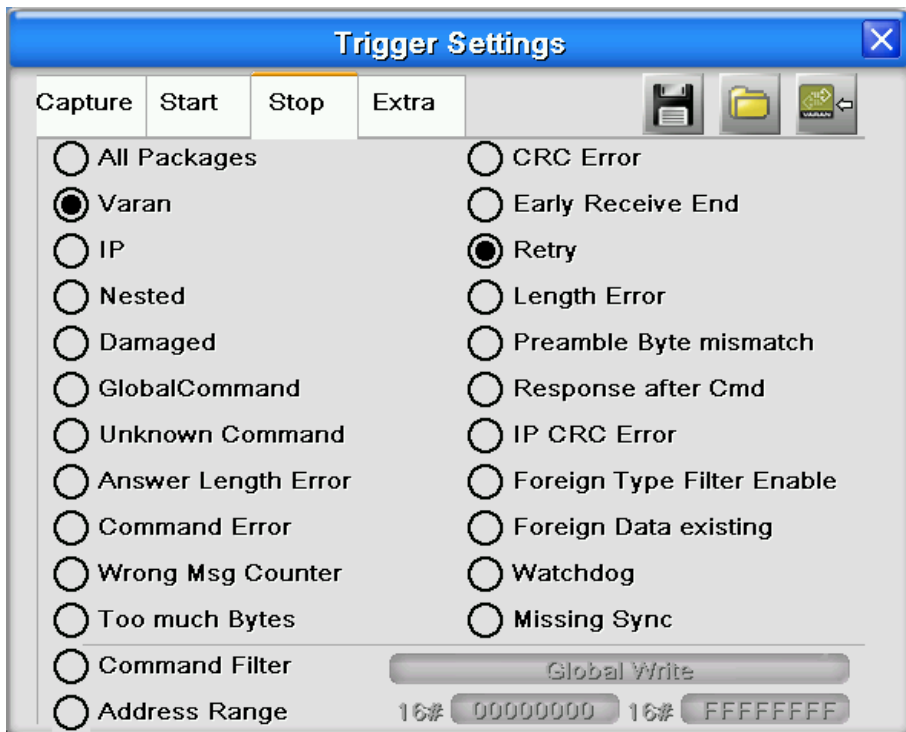 Trigger Settings
Capture Start Stop Extra
VARAN
All Packages
CRC Error
Varan
Early Receive End
IP
Retry
Nested
Length Error
Damaged
Preamble Byte mismatch
GlobalCommand
Response after Cmd
Unknown Command
IP CRC Error
Answer Length Error
Foreign Type Filter Enable
Command Error
Foreign Data existing
Wrong Msg Counter
Watchdog
Too much Bytes
Missing Sync
Command Filter
Global Write
Address Range
16# 00000000 16# FFFFFFFF